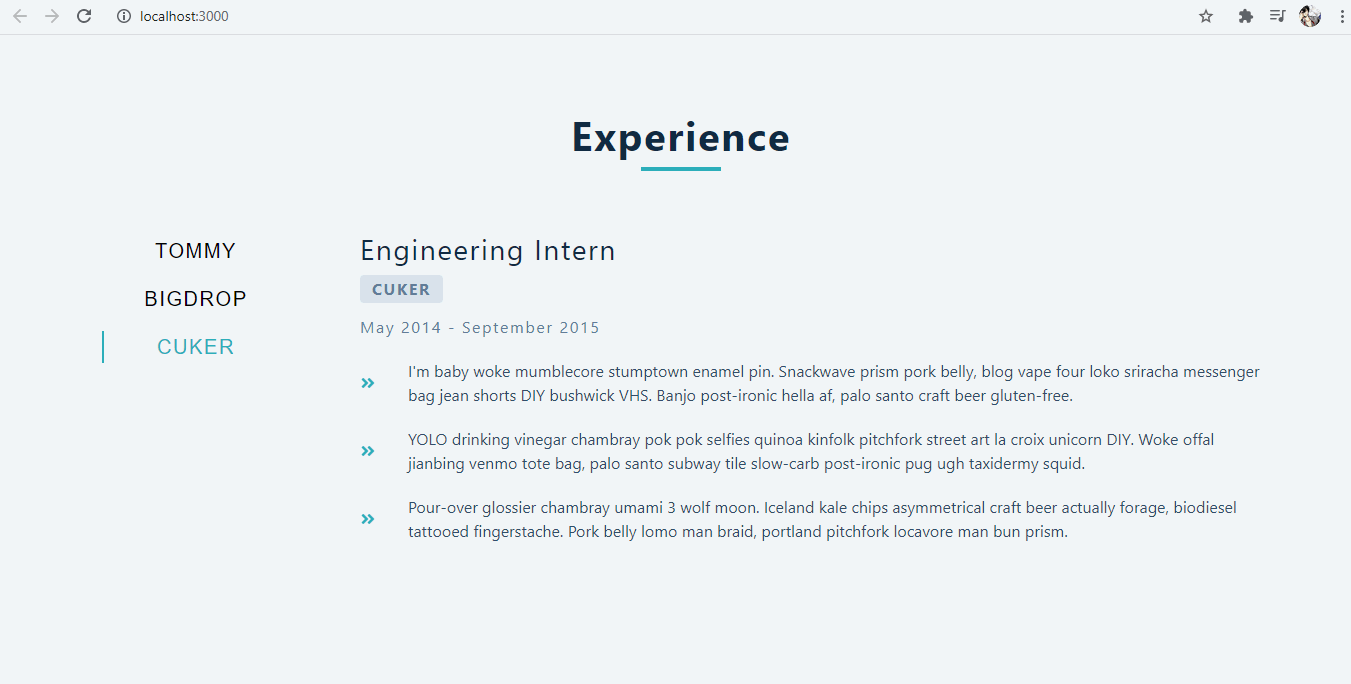 localhost:3000
Experience
TOMMY
BIGDROP
CUKER
Engineering Intern
CUKER
May 2014 - September 2015
I'm baby woke mumblecore stumptown enamel pin. Snackwave prism pork belly, blog vape four loko sriracha messenger
bag jean shorts DIY bushwick VHS. Banjo post-ironic hella af, palo santo craft beer gluten-free.
YOLO drinking vinegar chambray pok pok selfies quinoa kinfolk pitchfork street art la croix unicorn DIY. Woke offal
jianbing venmo tote bag, palo santo subway tile slow-carb post-ironic pug ugh taxidermy squid.
Pour-over glossier chambray umami 3 wolf moon. Iceland kale chips asymmetrical craft beer actually forage, biodiesel
tattooed fingerstache. Pork belly lomo man braid, portland pitchfork locavore man bun prism.